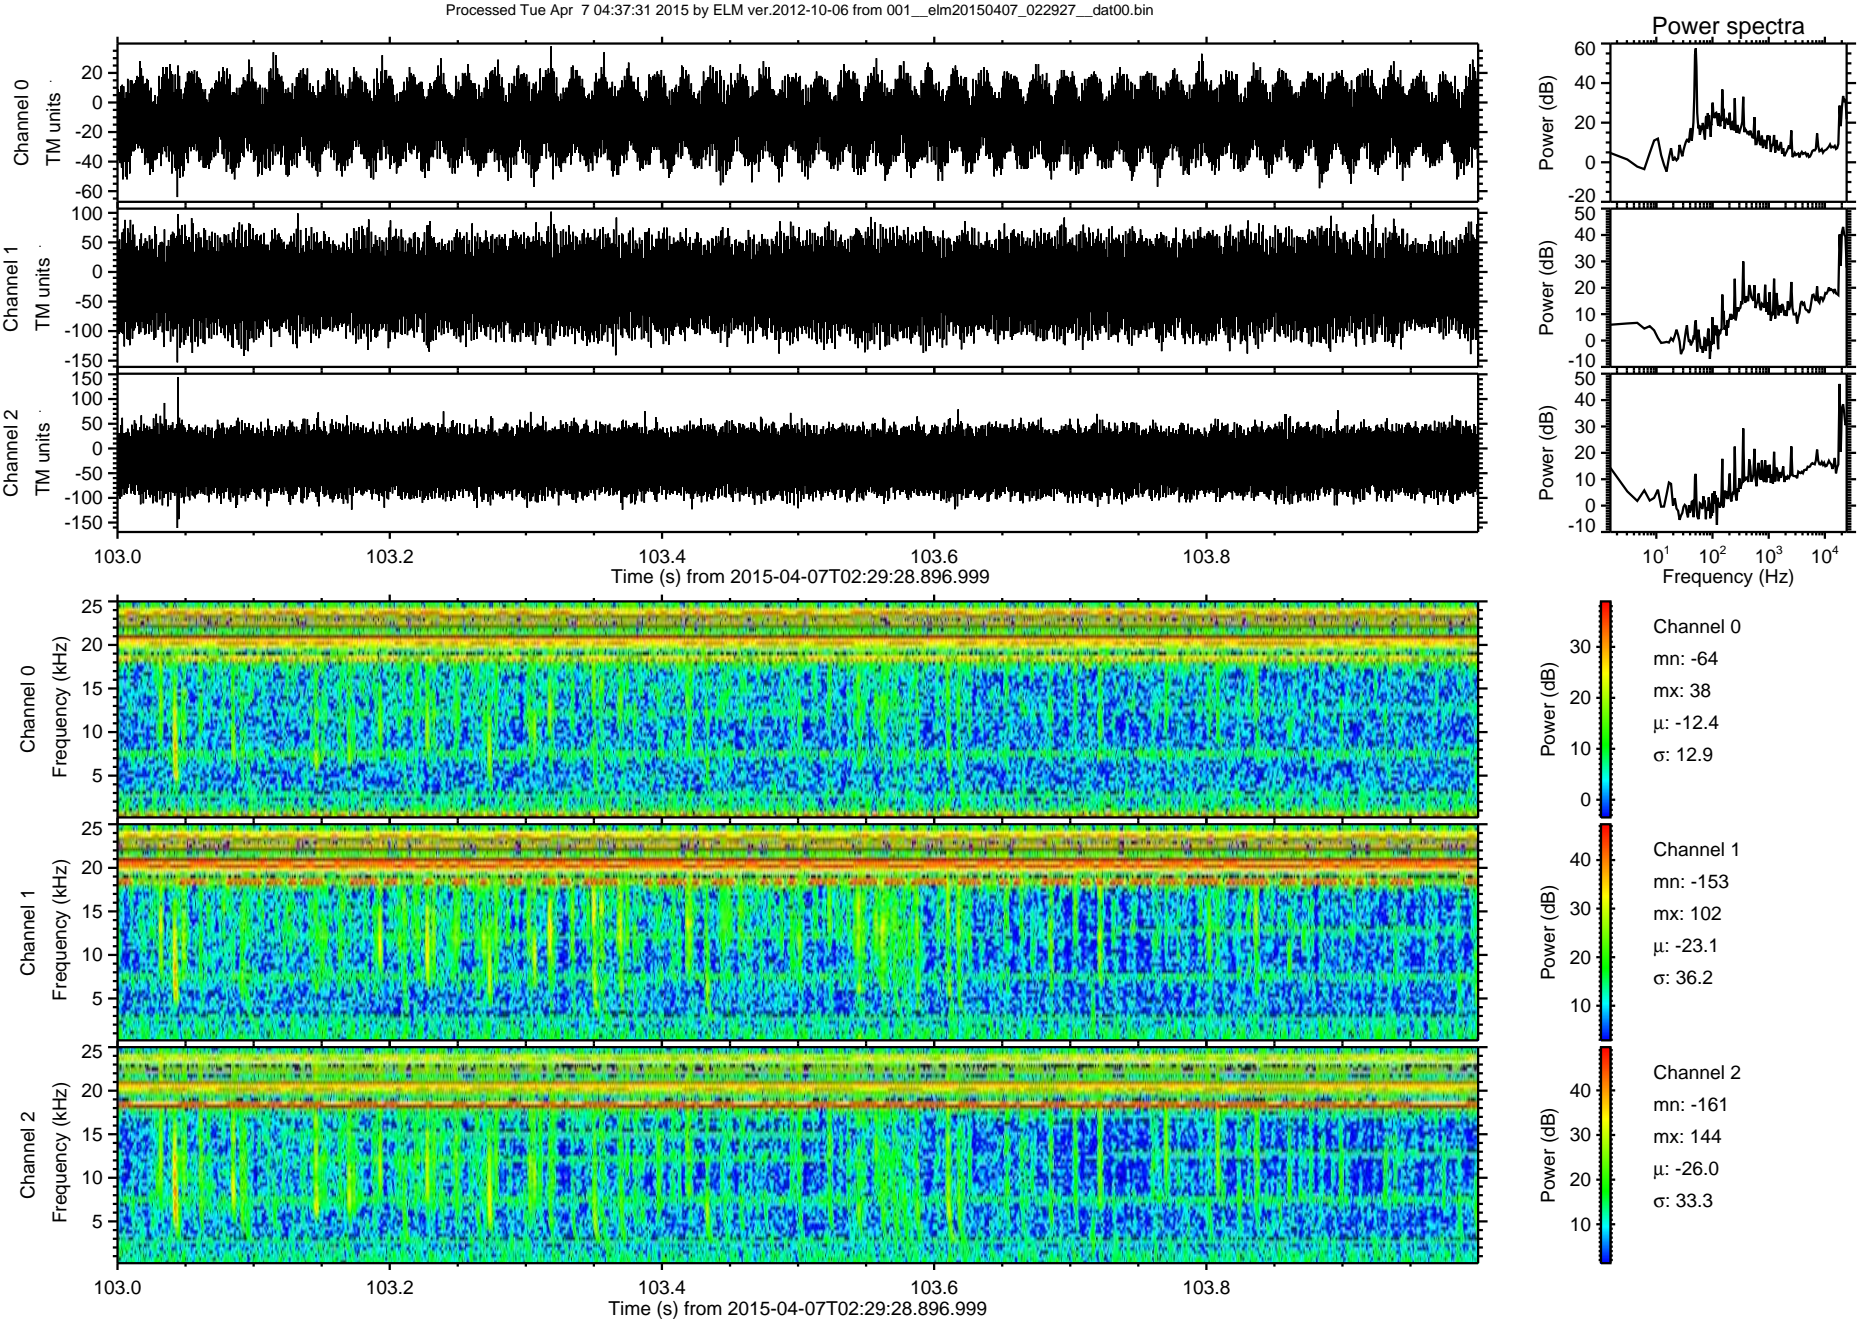 Processed Tue Apr 7 04:37:31 2015 by ELM ver.2012-10-06 from 001__elm20150407_022927__dat00.bin
Power spectra
Channel 0
TM units
20
0
-20
-40
-60
Power (dB)
60
40
20
0
-20
Channel 1
TM units
100
50
0
-50
-100
-150
Power (dB)
50
40
30
20
10
0
-10
Channel 2
TM units
150
100
50
0
-50
-100
-150
Power (dB)
50
40
30
20
10
0
-10
103.0 103.2 103.4 103.6 103.8
Time (s) from 2015-04-07T02:29:28.896.999
10^1 10^2 10^3 10^4
Frequency (Hz)
Channel 0
Frequency (kHz)
25
20
15
10
5
Power (dB)
30
20
10
0
Channel 0
mn: -64
mx: 38
μ: -12.4
σ: 12.9
Channel 1
Frequency (kHz)
25
20
15
10
5
Power (dB)
40
30
20
10
Channel 1
mn: -153
mx: 102
μ: -23.1
σ: 36.2
Channel 2
Frequency (kHz)
25
20
15
10
5
Power (dB)
40
30
20
10
Channel 2
mn: -161
mx: 144
μ: -26.0
σ: 33.3
103.0 103.2 103.4 103.6 103.8
Time (s) from 2015-04-07T02:29:28.896.999